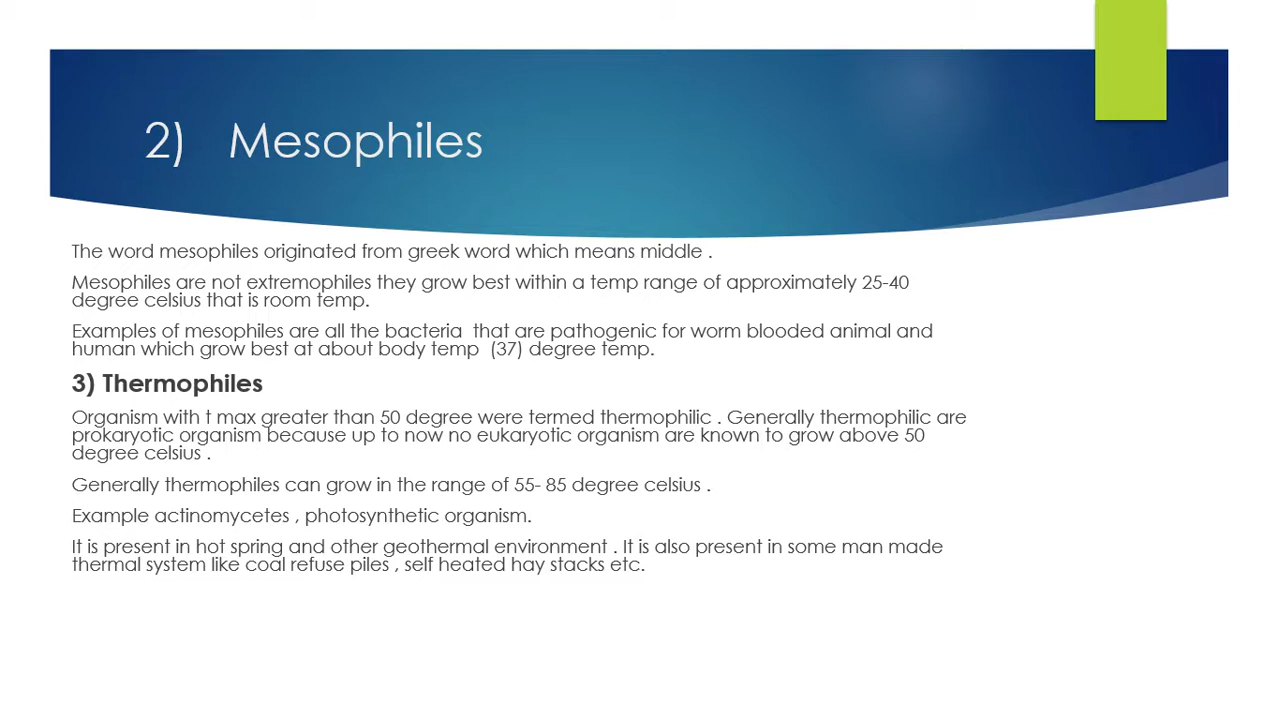 2) Mesophiles
The word mesophiles originated from greek word which means middle .
Mesophiles are not extremophiles they grow best within a temp range of approximately 25-40
degree celsius that is room temp.
Examples of mesophiles are all the bacteria  that are pathogenic for worm blooded animal and
human which grow best at about body temp  (37) degree temp.
3) Thermophiles
Organism with t max greater than 50 degree were termed thermophilic . Generally thermophilic are
prokaryotic organism because up to now no eukaryotic organism are known to grow above 50
degree celsius .
Generally thermophiles can grow in the range of 55- 85 degree celsius .
Example actinomycetes , photosynthetic organism.
It is present in hot spring and other geothermal environment . It is also present in some man made
thermal system like coal refuse piles , self heated hay stacks etc.